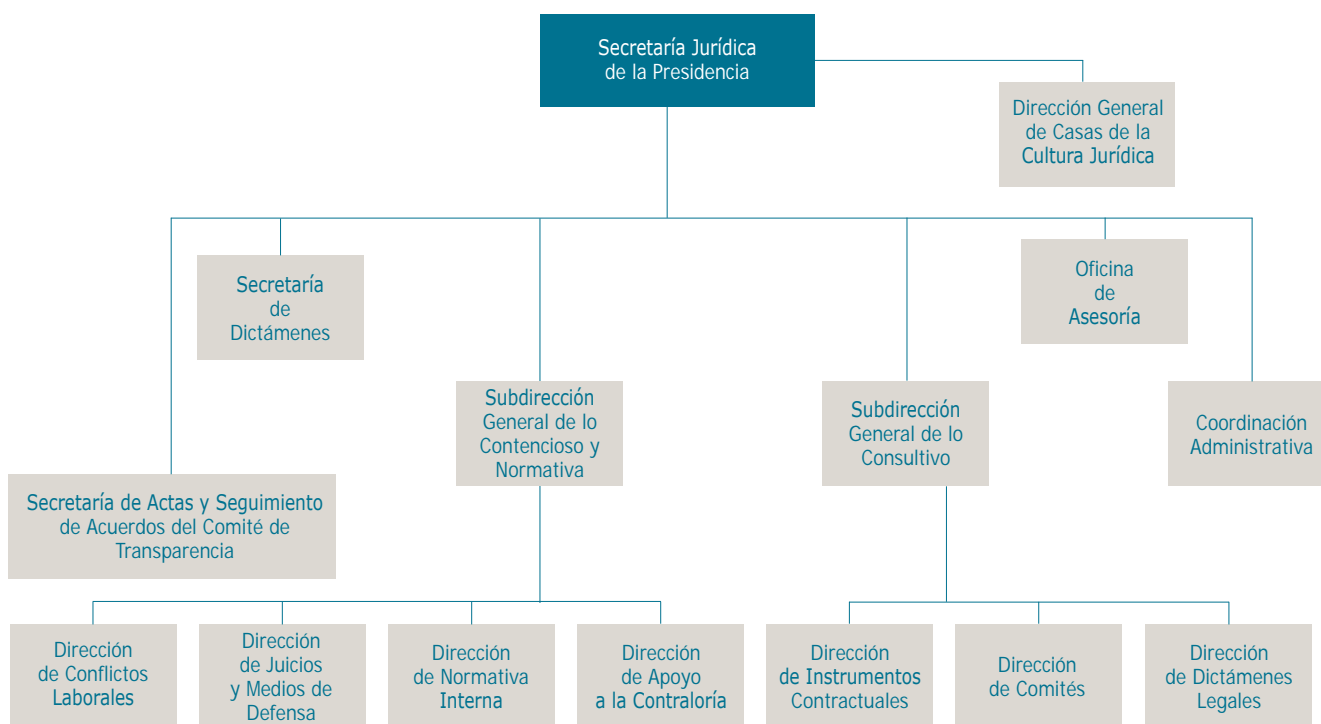 Secretaría Jurídica
de la Presidencia
Dirección General
de Casas de la
Cultura Jurídica
Secretaría
de
Dictámenes
Oficina
de
Asesoría
Subdirección
General de lo
Contencioso y
Normativa
Subdirección
General de lo
Consultivo
Coordinación
Administrativa
Secretaría de Actas y Seguimiento
de Acuerdos del Comité de
Transparencia
Dirección
de Conflictos
Laborales
Dirección
de Juicios
y Medios de
Defensa
Dirección
de Normativa
Interna
Dirección
de Apoyo
a la Contraloría
Dirección
de Instrumentos
Contractuales
Dirección
de Comités
Dirección
de Dictámenes
Legales